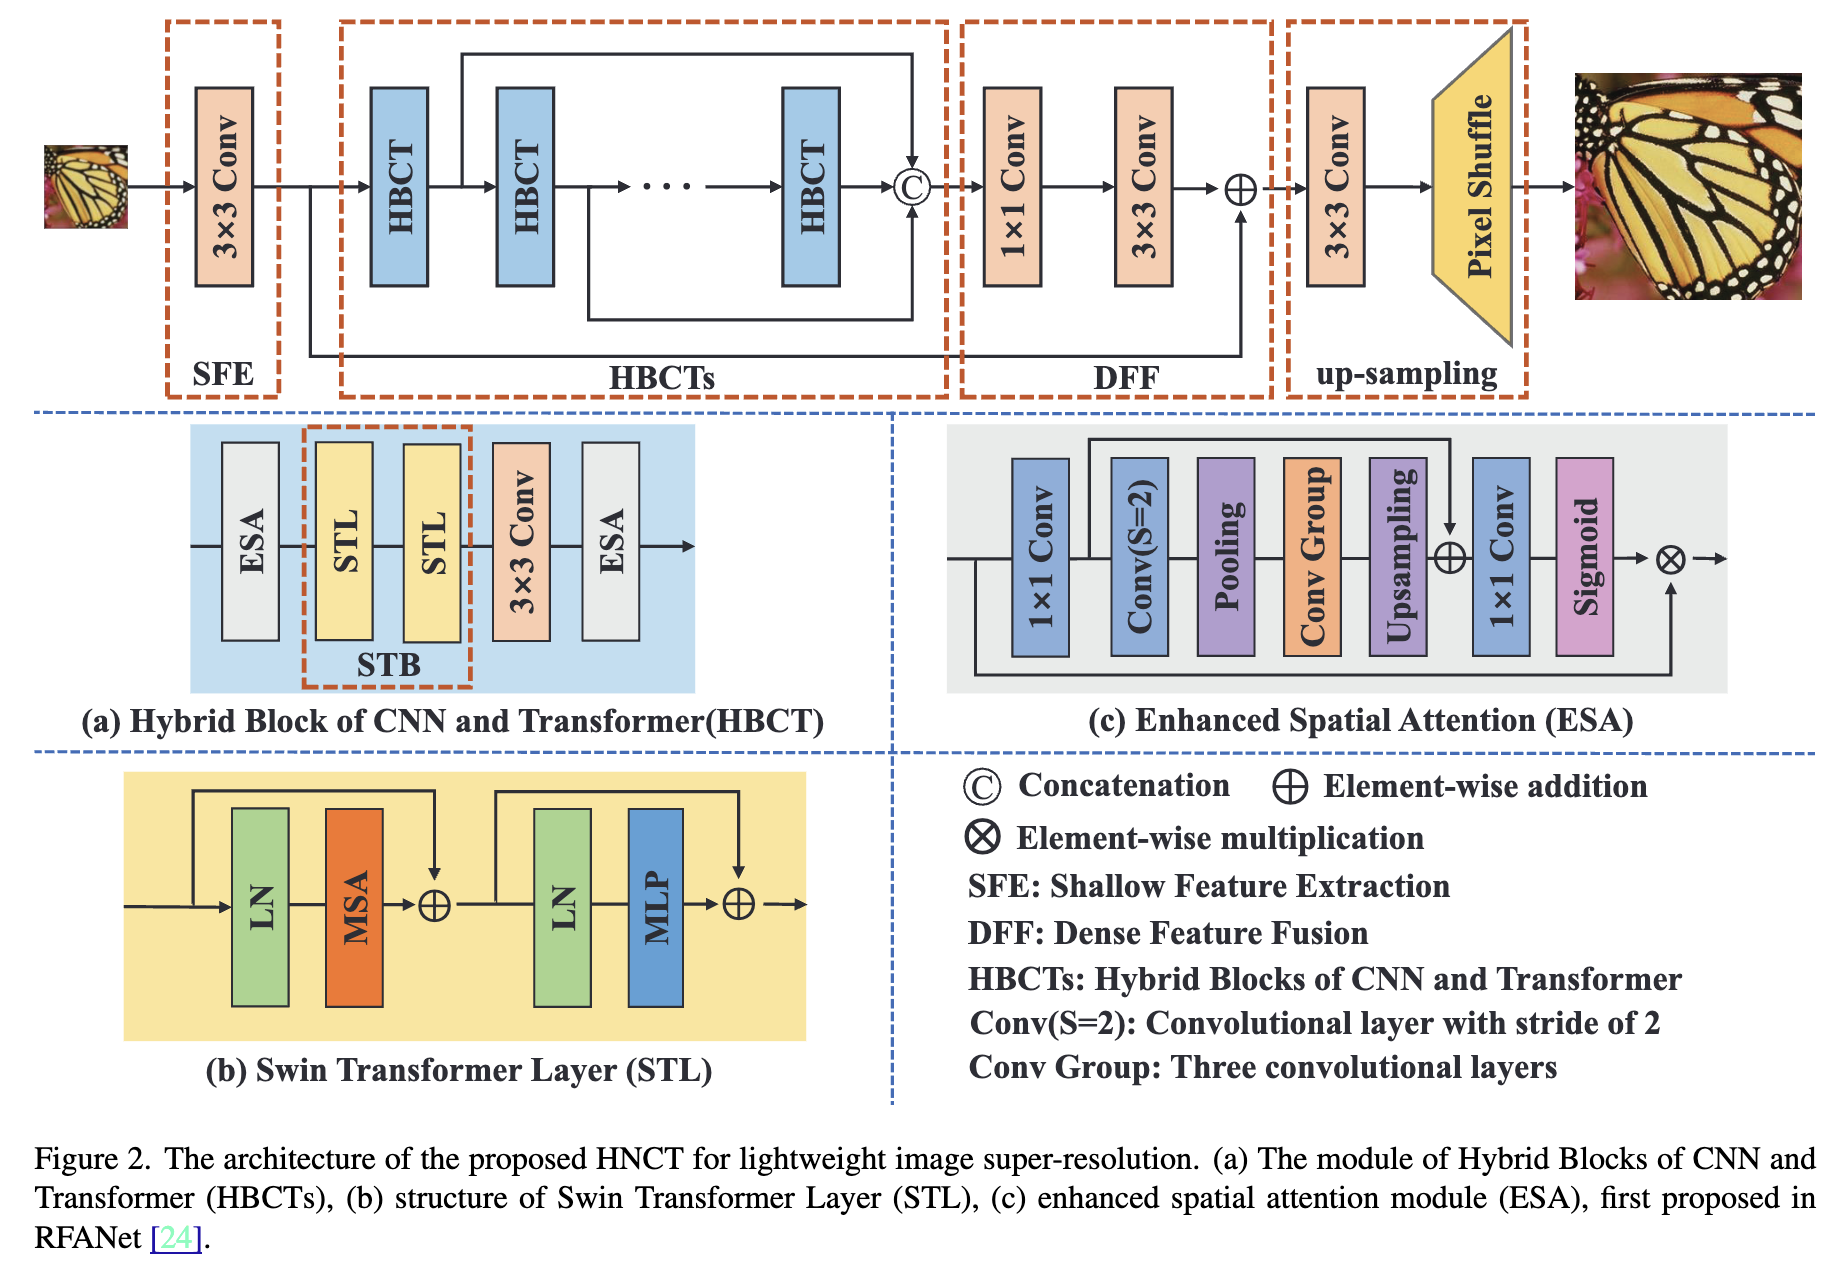 3×3 Conv
SFE
HBCT
HBCT
. . .
HBCT
C
HBCTs
1×1 Conv
3×3 Conv
DFF
3×3 Conv
Pixel Shuffle
up-sampling
ESA
STL
STL
STB
3×3 Conv
ESA
(a) Hybrid Block of CNN and Transformer(HBCT)
1×1 Conv
Conv(S=2)
Pooling
Conv Group
Upsampling
1×1 Conv
Sigmoid
(c) Enhanced Spatial Attention (ESA)
LN
MSA
LN
MLP
(b) Swin Transformer Layer (STL)
Ⓒ Concatenation ⊕ Element-wise addition
⊗ Element-wise multiplication
SFE: Shallow Feature Extraction
DFF: Dense Feature Fusion
HBCTs: Hybrid Blocks of CNN and Transformer
Conv(S=2): Convolutional layer with stride of 2
Conv Group: Three convolutional layers
Figure 2. The architecture of the proposed HNCT for lightweight image super-resolution. (a) The module of Hybrid Blocks of CNN and
Transformer (HBCTs), (b) structure of Swin Transformer Layer (STL), (c) enhanced spatial attention module (ESA), first proposed in
RFANet [24].